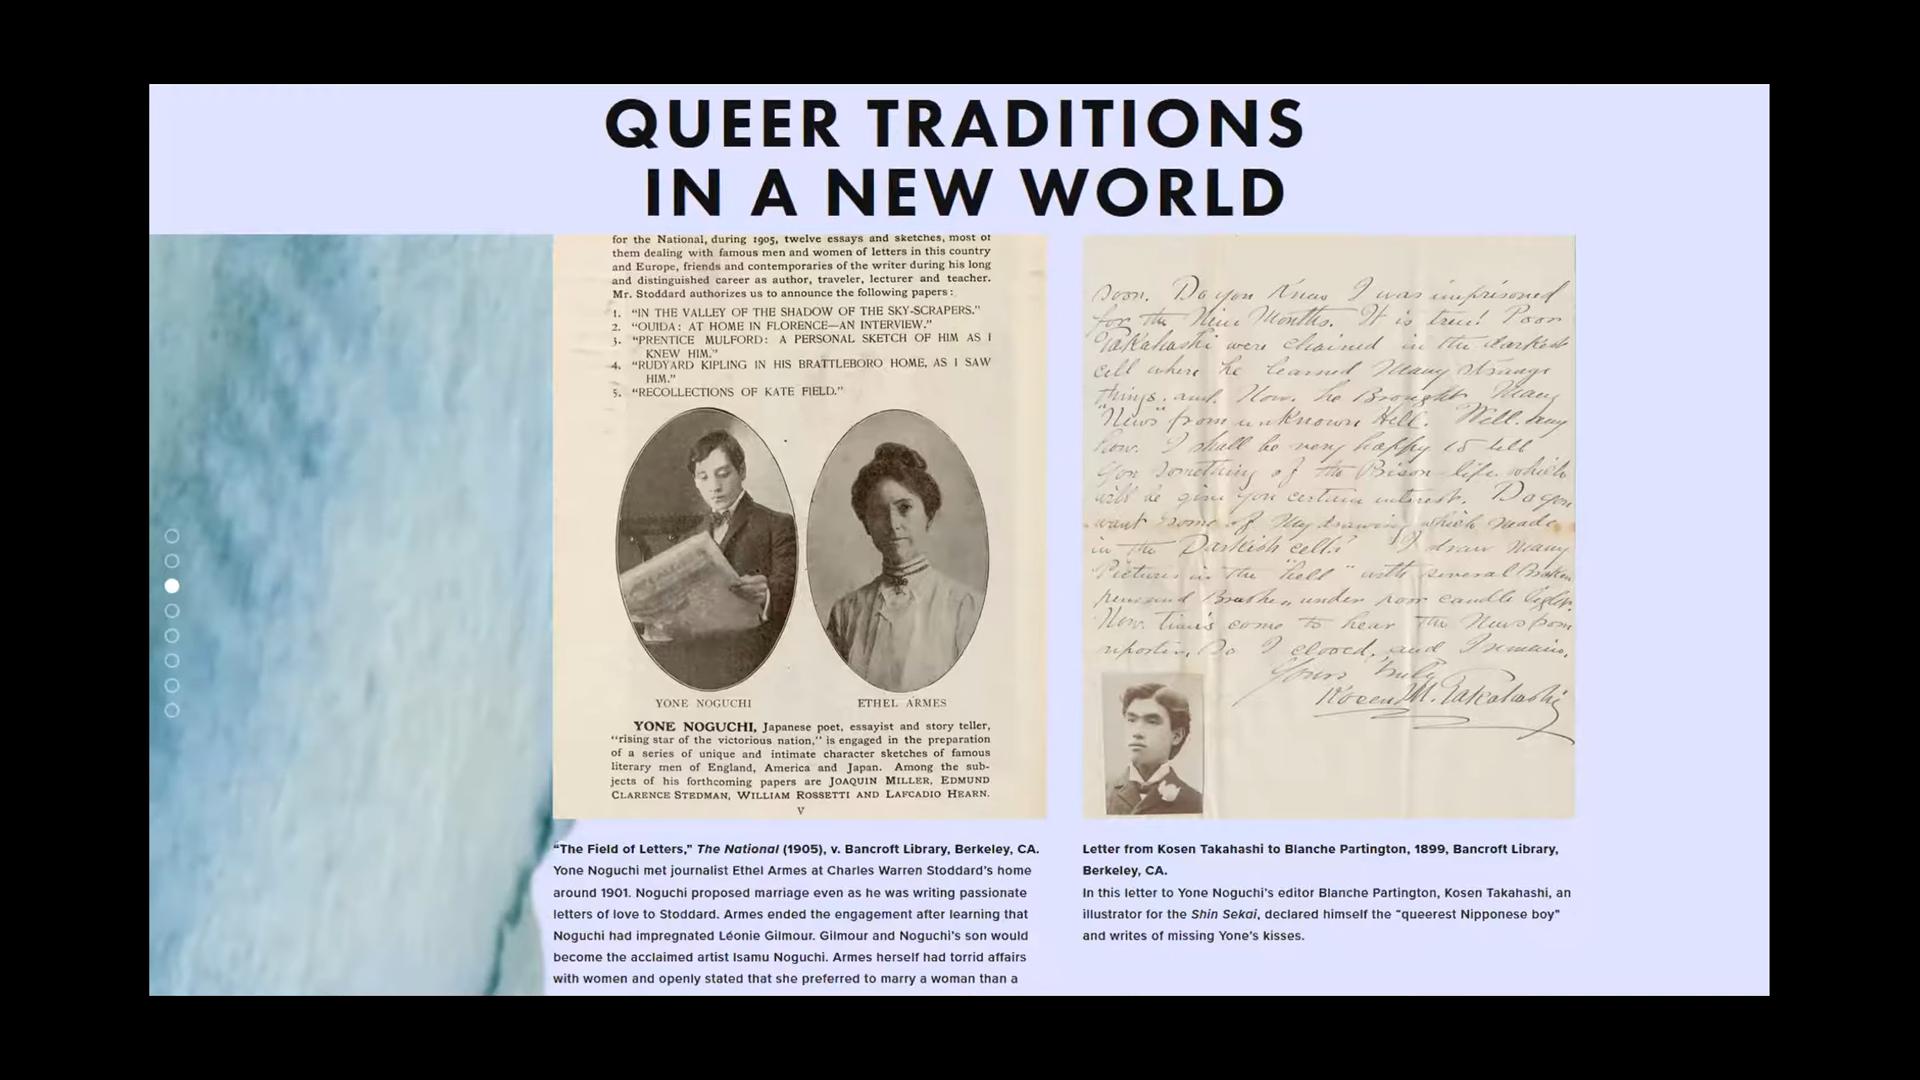 QUEER TRADITIONS
IN A NEW WORLD
for the National, during 1905, twelve essays and sketches, most of
them dealing with famous men and women of letters in this country
and Europe, friends and contemporaries of the writer during his long
and distinguished career as author, traveler, lecturer and teacher.
Mr. Stoddard authorizes us to announce the following papers:
1. “IN THE VALLEY OF THE SHADOW OF THE SKY-SCRAPERS.”
2. “OUIDA: AT HOME IN FLORENCE—AN INTERVIEW.”
3. “PRENTICE MULFORD: A PERSONAL SKETCH OF HIM AS I
KNEW HIM.”
4. “RUDYARD KIPLING IN HIS BRATTLEBORO HOME, AS I SAW
HIM.”
5. “RECOLLECTIONS OF KATE FIELD.”
YONE NOGUCHI
ETHEL ARMES
YONE NOGUCHI, Japanese poet, essayist and story teller,
“rising star of the victorious nation,” is engaged in the preparation
of a series of unique and intimate character sketches of famous
literary men of England, America and Japan. Among the sub-
jects of his forthcoming papers are JOAQUIN MILLER, EDMUND
CLARENCE STEDMAN, WILLIAM ROSSETTI AND LAFCADIO HEARN.
V
“The Field of Letters,” The National (1905), v. Bancroft Library, Berkeley, CA.
Yone Noguchi met journalist Ethel Armes at Charles Warren Stoddard’s home
around 1901. Noguchi proposed marriage even as he was writing passionate
letters of love to Stoddard. Armes ended the engagement after learning that
Noguchi had impregnated Léonie Gilmour. Gilmour and Noguchi’s son would
become the acclaimed artist Isamu Noguchi. Armes herself had torrid affairs
with women and openly stated that she preferred to marry a woman than a
soon. Do you know I was imprisoned
for the Nine Months. It is true! Poor
Takahashi were chained in the darkest
cell where he learned Many strange
things. and. Now. he Brought Many
"News" from unknown Hell. Well. any
how. I shall be very happy to tell
you something of the Prison life which
will be give you certain interest. Do you
want some of My drawing which made
in the Darkish cell? I draw many
Pictures in the "hell" with several Broken
pen and Brushes under poor candle light.
Now. time's come to hear the News from
reporter, So I closed, and I remain,
Yours Truly
Kosen M. Takahashi
Letter from Kosen Takahashi to Blanche Partington, 1899, Bancroft Library,
Berkeley, CA.
In this letter to Yone Noguchi’s editor Blanche Partington, Kosen Takahashi, an
illustrator for the Shin Sekai, declared himself the “queerest Nipponese boy”
and writes of missing Yone’s kisses.